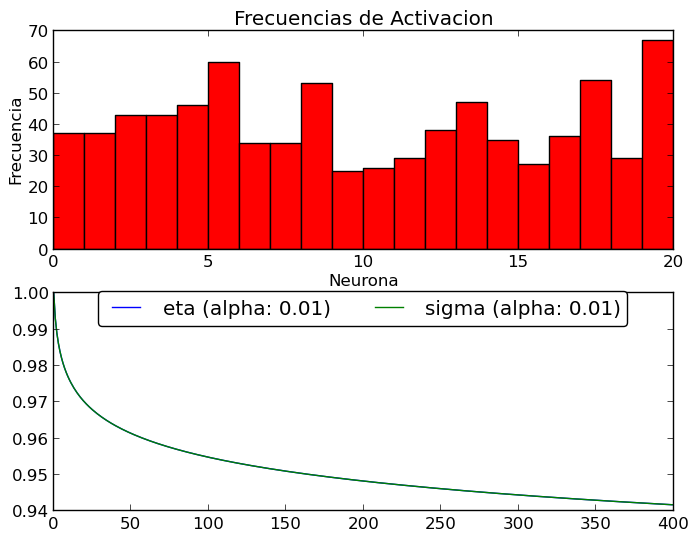 Frecuencias de Activacion
70
60
50
40
30
20
10
0
Frecuencia
0 5 10 15 20
Neurona
eta (alpha: 0.01) sigma (alpha: 0.01)
1.00
0.99
0.98
0.97
0.96
0.95
0.94
0 50 100 150 200 250 300 350 400